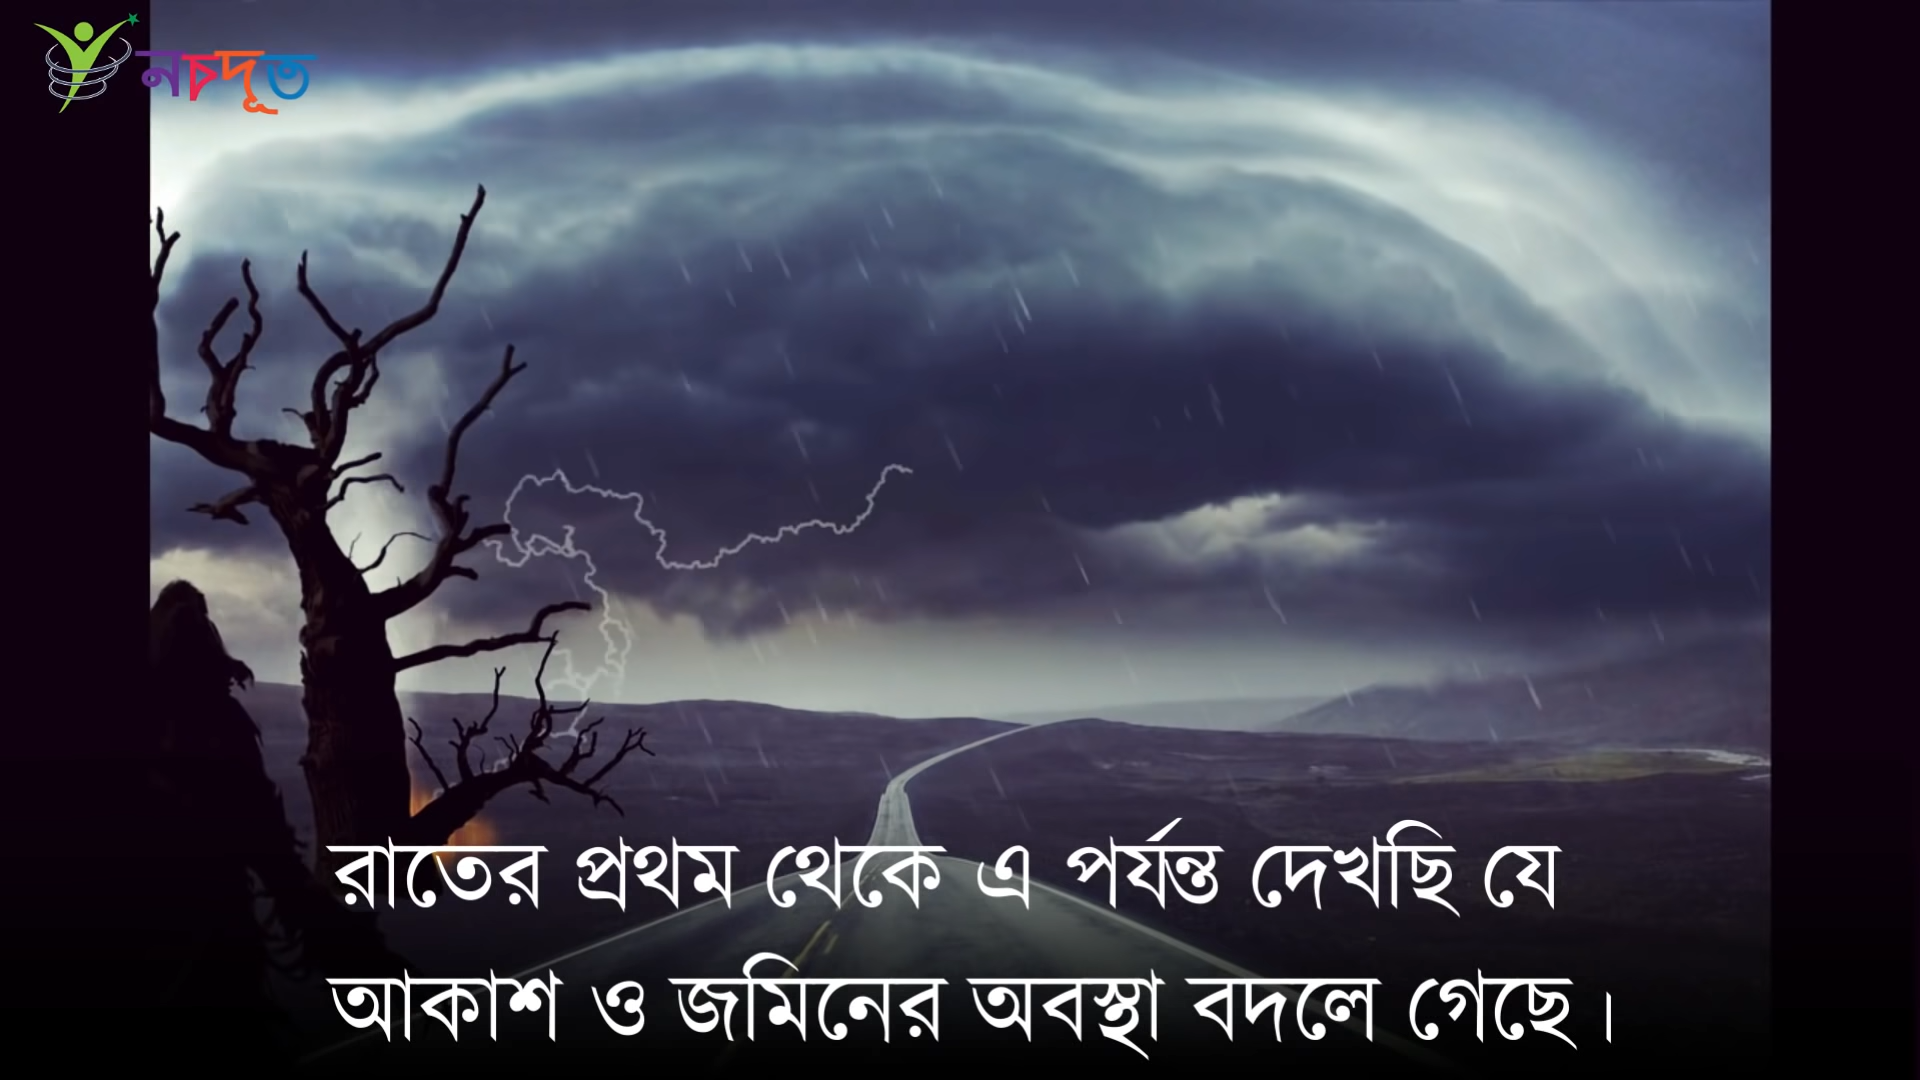 নচদূত
রাতের প্রথম থেকে এ পর্যন্ত দেখছি যে
আকাশ ও জমিনের অবস্থা বদলে গেছে।